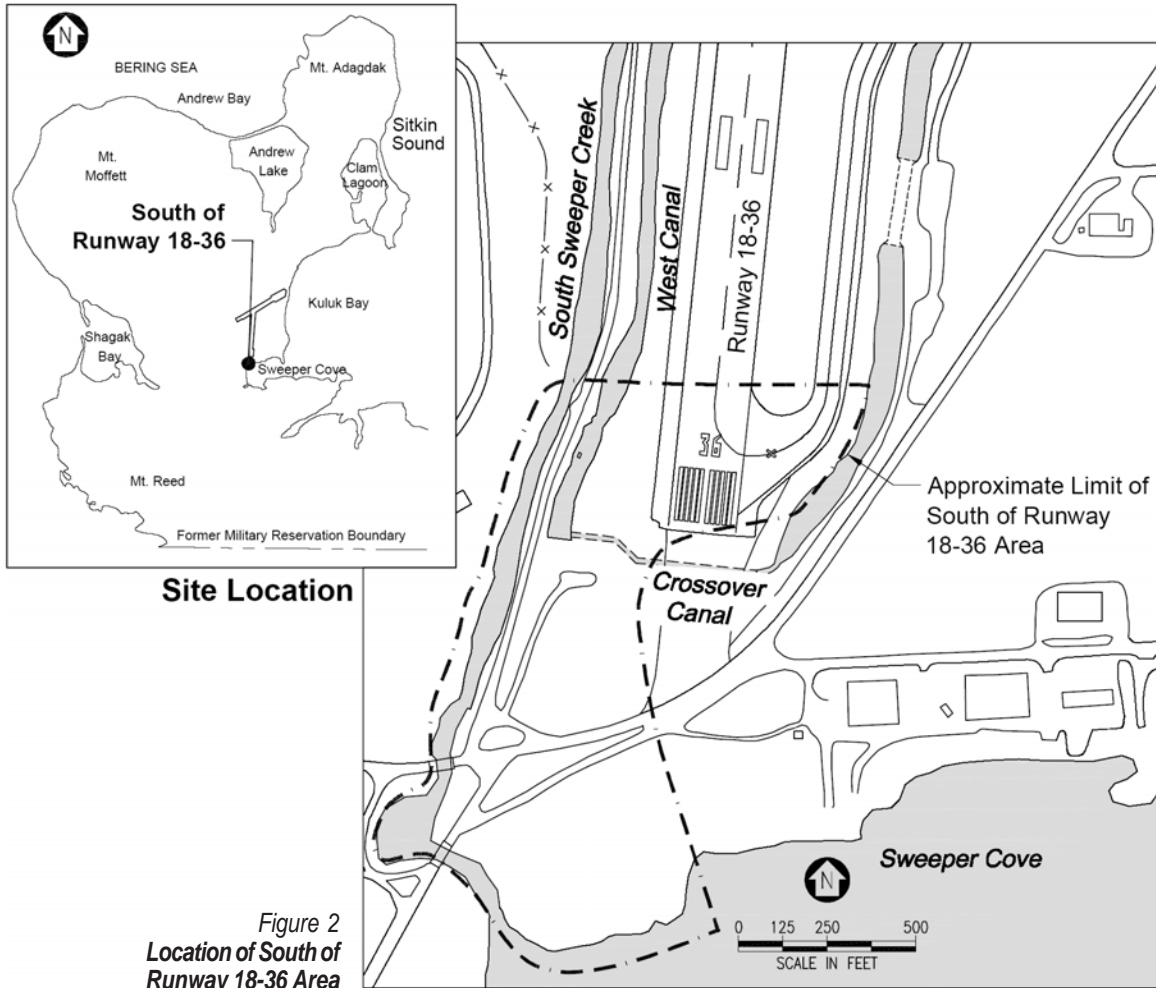 N
BERING SEA
Mt. Adagdak
Andrew Bay
Sitkin
Sound
Mt.
Moffett
Andrew
Lake
Clam
Lagoon
South of
Runway 18-36
Kuluk Bay
Shagak
Bay
Sweeper Cove
Mt. Reed
Former Military Reservation Boundary
Site Location
South Sweeper Creek
West Canal
Runway 18-36
36
Approximate Limit of
South of Runway
18-36 Area
Crossover
Canal
Sweeper Cove
N
0 125 250 500
SCALE IN FEET
Figure 2
Location of South of
Runway 18-36 Area